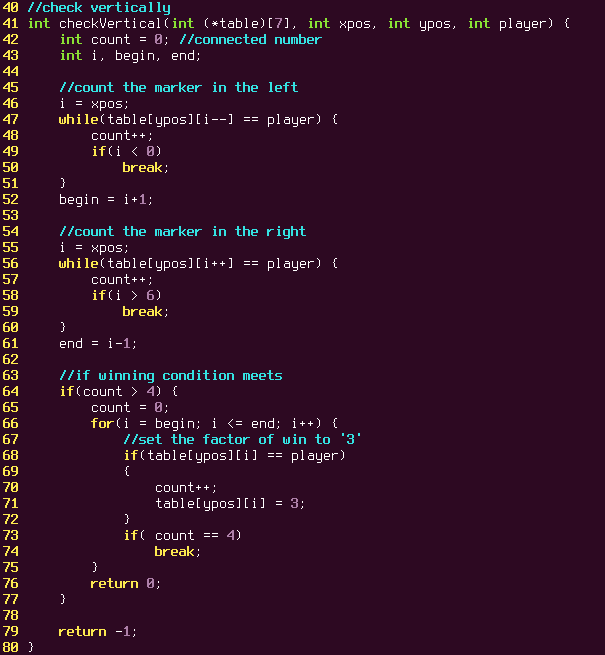 40 //check vertically
41 int checkVertical(int (*table)[7], int xpos, int ypos, int player) {
42     int count = 0; //connected number
43     int i, begin, end;
44
45     //count the marker in the left
46     i = xpos;
47     while(table[ypos][i--] == player) {
48         count++;
49         if(i < 0)
50             break;
51     }
52     begin = i+1;
53
54     //count the marker in the right
55     i = xpos;
56     while(table[ypos][i++] == player) {
57         count++;
58         if(i > 6)
59             break;
60     }
61     end = i-1;
62
63     //if winning condition meets
64     if(count > 4) {
65         count = 0;
66         for(i = begin; i <= end; i++) {
67             //set the factor of win to '3'
68             if(table[ypos][i] == player)
69             {
70                 count++;
71                 table[ypos][i] = 3;
72             }
73             if( count == 4)
74                 break;
75         }
76         return 0;
77     }
78
79     return -1;
80 }